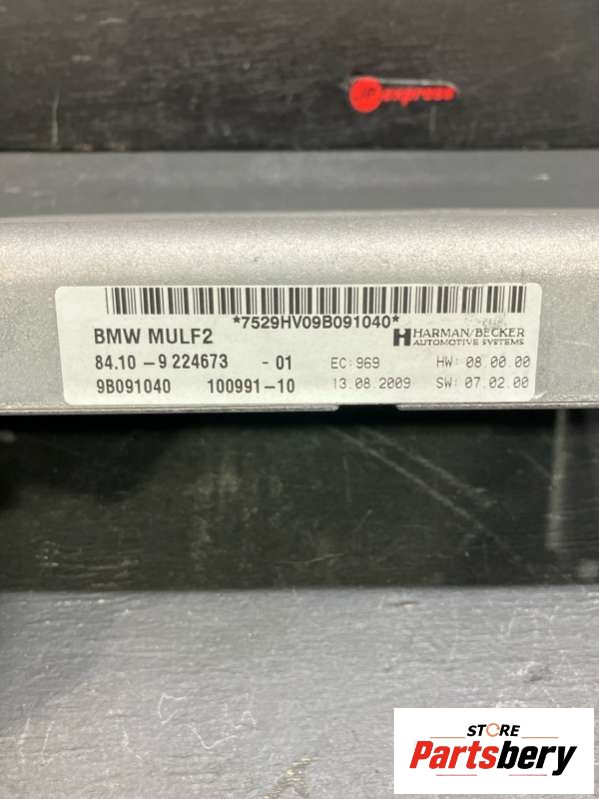 express
*7529HV09B091040*
BMW MULF2
HARMAN/BECKER
AUTOMOTIVE SYSTEMS
84.10 - 9 224673 - 01 EC: 969 HW: 08.00.00
9B091040 100991-10 13.08.2009 SW: 07.02.00
STORE
Partsbery